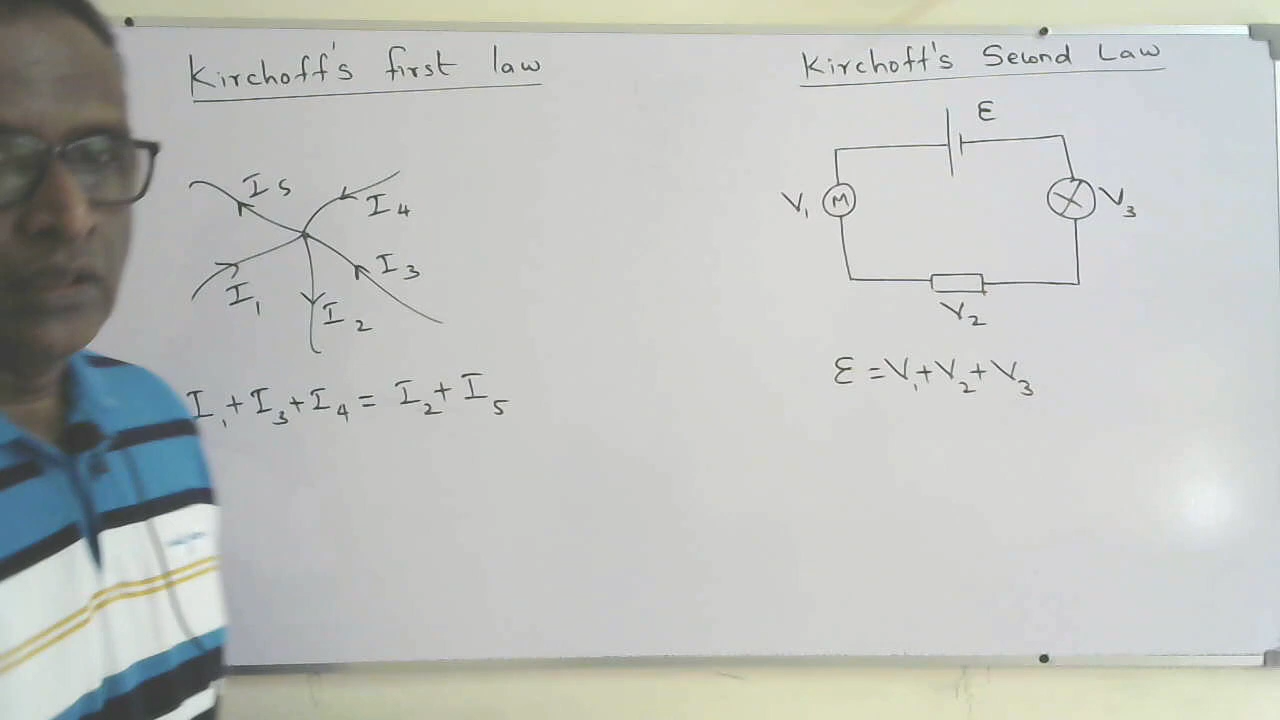 Kirchoff's first law
I5
I4
I3
I1
I2
I1+I3+I4 = I2+I5
Kirchoff's Second Law
ε
V1
M
V3
V2
ε = V1+V2+V3